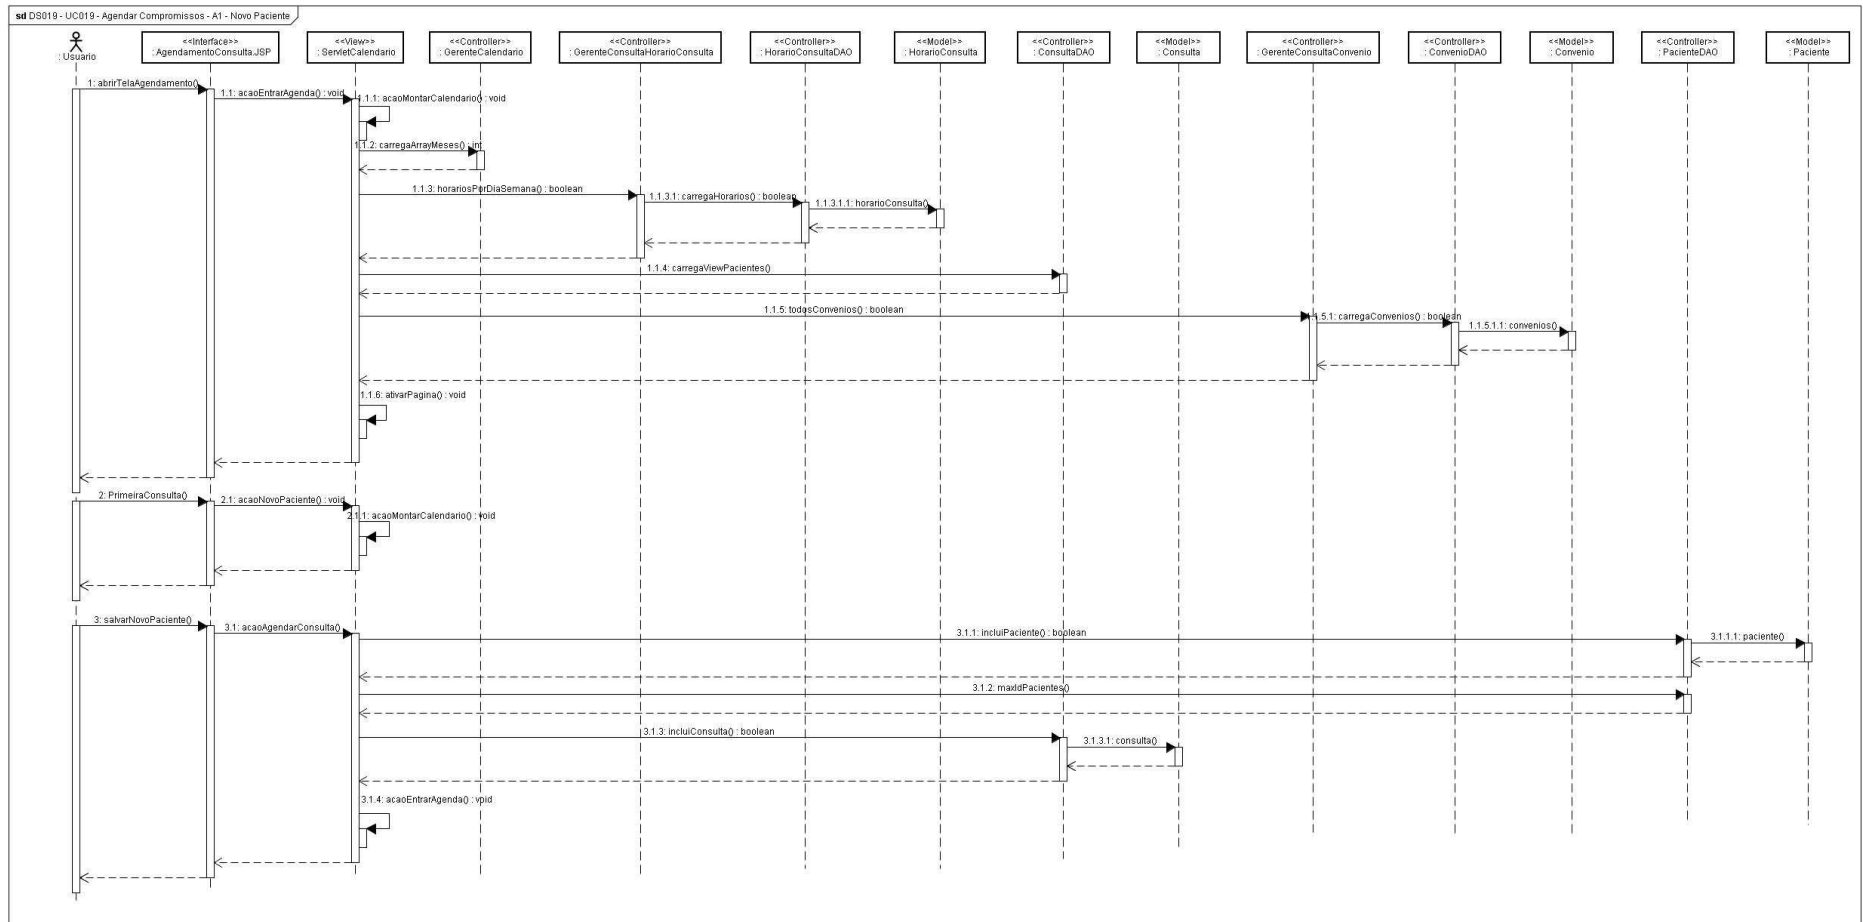 sd DS019 - UC019 - Agendar Compromissos - A1 - Novo Paciente
: Usuario
<<Interface>>
: AgendamentoConsulta.JSP
<<View>>
: ServletCalendario
<<Controller>>
: GerenteCalendario
<<Controller>>
: GerenteConsultaHorarioConsulta
<<Controller>>
: HorarioConsultaDAO
<<Model>>
: HorarioConsulta
<<Controller>>
: ConsultaDAO
<<Model>>
: Consulta
<<Controller>>
: GerenteConsultaConvenio
<<Controller>>
: ConvenioDAO
<<Model>>
: Convenio
<<Controller>>
: PacienteDAO
<<Model>>
: Paciente
1: abrirTelaAgendamento()
1.1: acaoEntrarAgenda() : void
1.1.1: acaoMontarCalendario() : void
1.1.2: carregaArrayMeses() : int
1.1.3: horariosPorDiaSemana() : boolean
1.1.3.1: carregaHorarios() : boolean
1.1.3.1.1: horarioConsulta()
1.1.4: carregaViewPacientes()
1.1.5: todosConvenios() : boolean
1.1.5.1: carregaConvenios() : boolean
1.1.5.1.1: convenios()
1.1.6: ativarPagina() : void
2: PrimeiraConsulta()
2.1: acaoNovoPaciente() : void
2.1.1: acaoMontarCalendario() : void
3: salvarNovoPaciente()
3.1: acaoAgendarConsulta()
3.1.1: incluiPaciente() : boolean
3.1.1.1: paciente()
3.1.2: maxIdPacientes()
3.1.3: incluiConsulta() : boolean
3.1.3.1: consulta()
3.1.4: acaoEntrarAgenda() : void